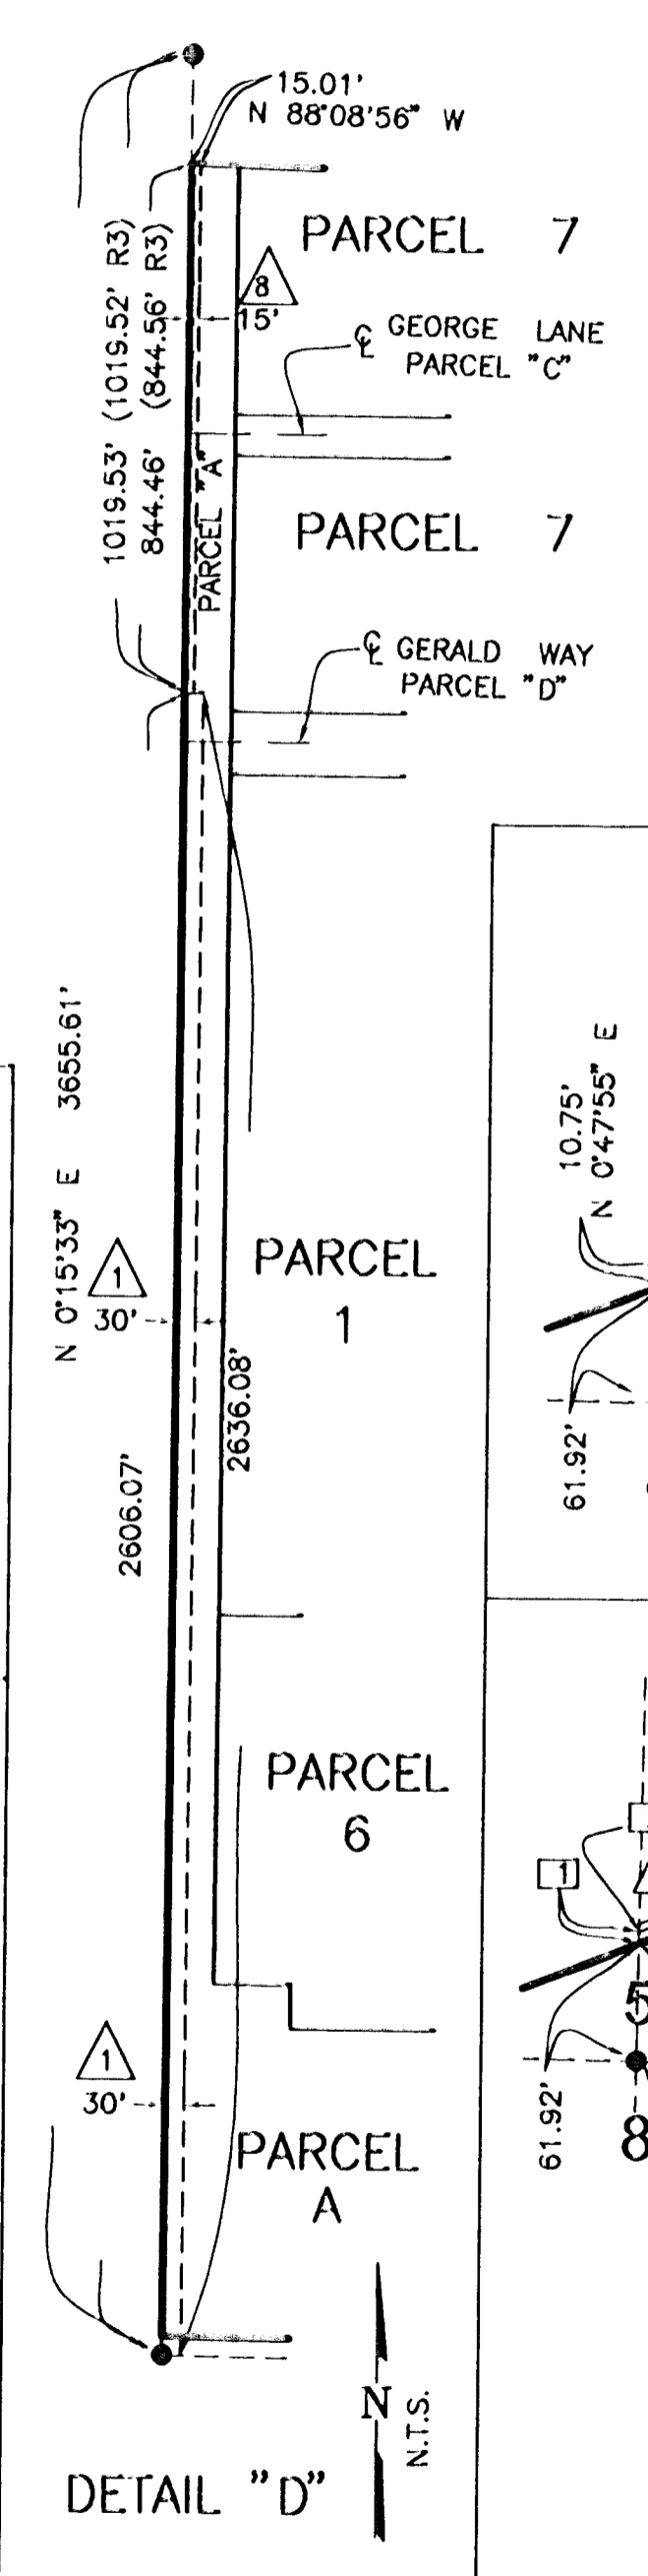 15.01'
N 88°08'56" W
PARCEL 7
1019.53' (1019.52' R3)
844.46' (844.56' R3)
8
15'
℄ GEORGE LANE
PARCEL "C"
PARCEL "A"
PARCEL 7
℄ GERALD WAY
PARCEL "D"
N 0°15'33" E 3655.61'
10.75'
N 0°47'55" E
PARCEL
1
1
30'
2636.08'
2606.07'
61.92'
PARCEL
6
1
5
61.92'
8
1
30'
PARCEL
A
N
N.T.S.
DETAIL "D"